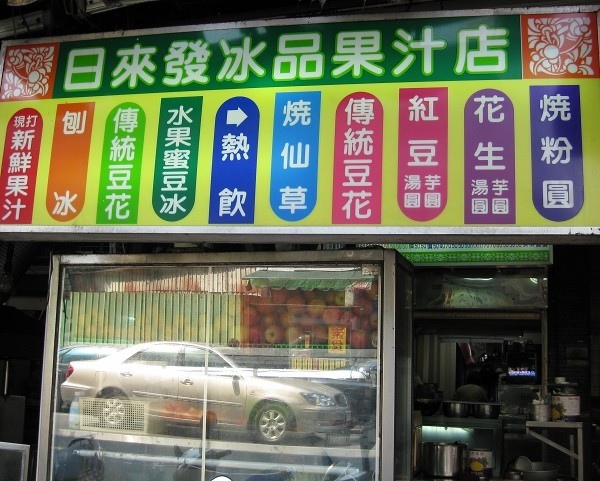 日來發冰品果汁店
現打新鮮果汁
刨冰
傳統豆花
水果蜜豆冰
➡熱飲
燒仙草
傳統豆花
紅豆湯圓芋圓
花生湯圓芋圓
燒粉圓